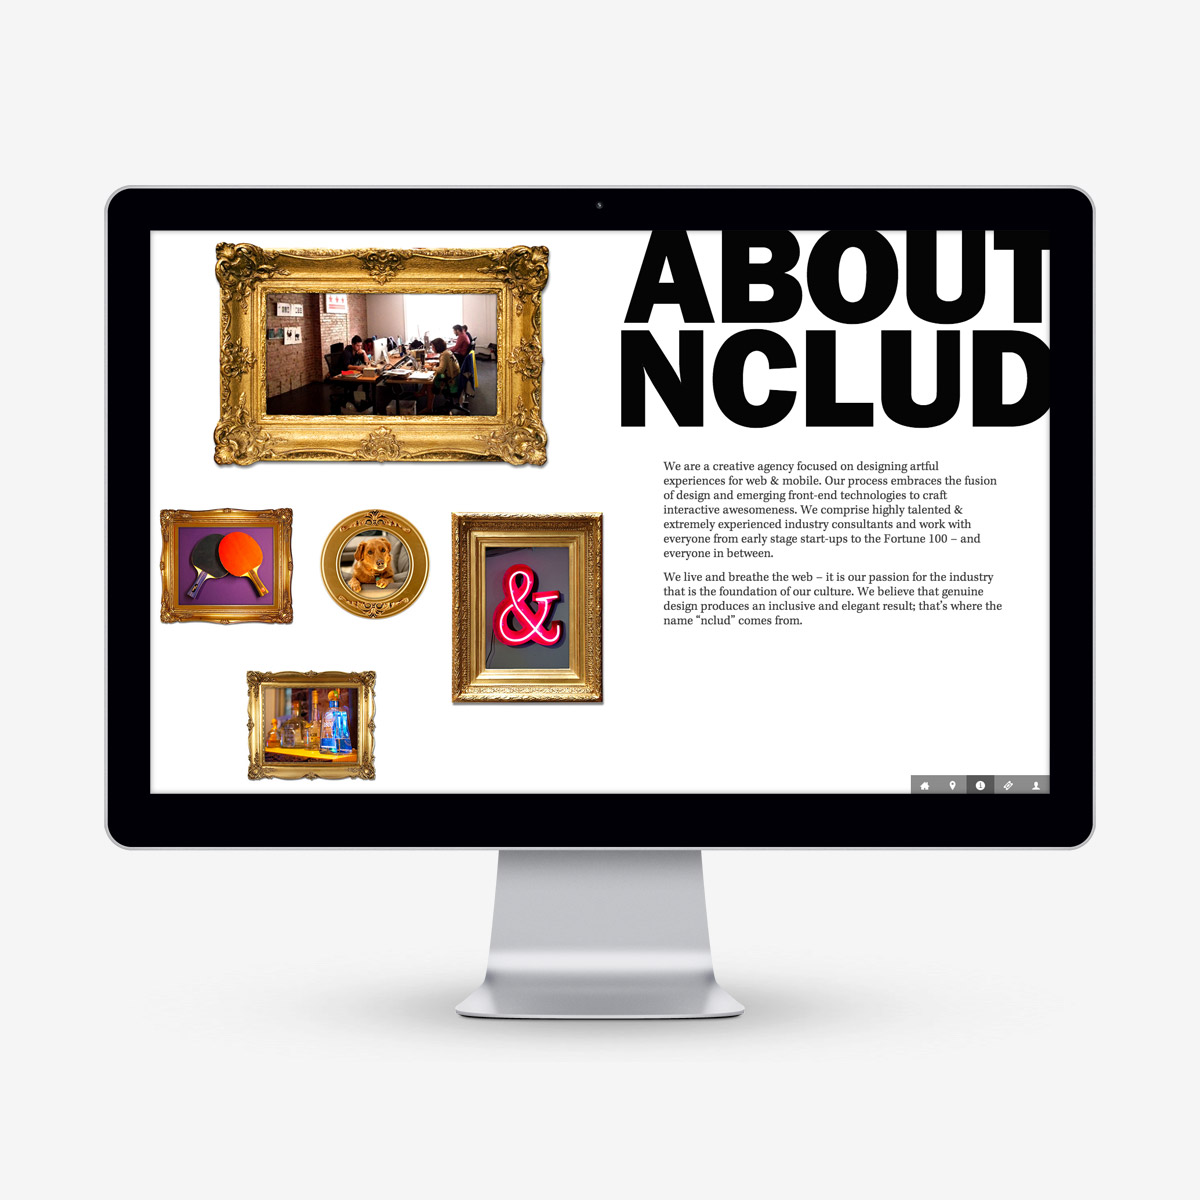 ABOUT
NCLUD
We are a creative agency focused on designing artful
experiences for web & mobile. Our process embraces the fusion
of design and emerging front-end technologies to craft
interactive awesomeness. We comprise highly talented &
extremely experienced industry consultants and work with
everyone from early stage start-ups to the Fortune 100 – and
everyone in between.
We live and breathe the web – it is our passion for the industry
that is the foundation of our culture. We believe that genuine
design produces an inclusive and elegant result; that’s where the
name “nclud” comes from.
&